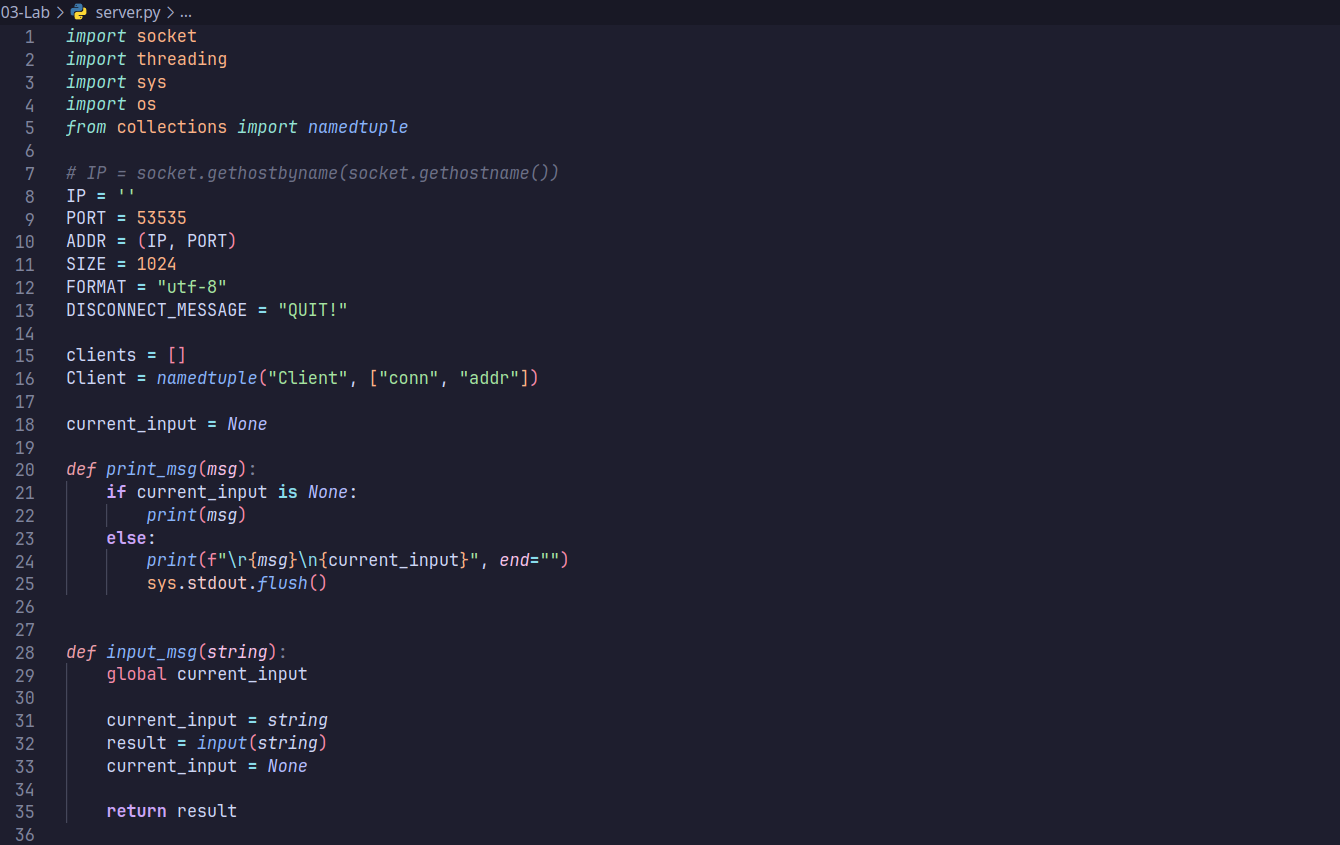 03-Lab > server.py > ...
1 import socket
2 import threading
3 import sys
4 import os
5 from collections import namedtuple
6
7 # IP = socket.gethostbyname(socket.gethostname())
8 IP = ''
9 PORT = 53535
10 ADDR = (IP, PORT)
11 SIZE = 1024
12 FORMAT = "utf-8"
13 DISCONNECT_MESSAGE = "QUIT!"
14
15 clients = []
16 Client = namedtuple("Client", ["conn", "addr"])
17
18 current_input = None
19
20 def print_msg(msg):
21     if current_input is None:
22         print(msg)
23     else:
24         print(f"\r{msg}\n{current_input}", end="")
25         sys.stdout.flush()
26
27
28 def input_msg(string):
29     global current_input
30
31     current_input = string
32     result = input(string)
33     current_input = None
34
35     return result
36